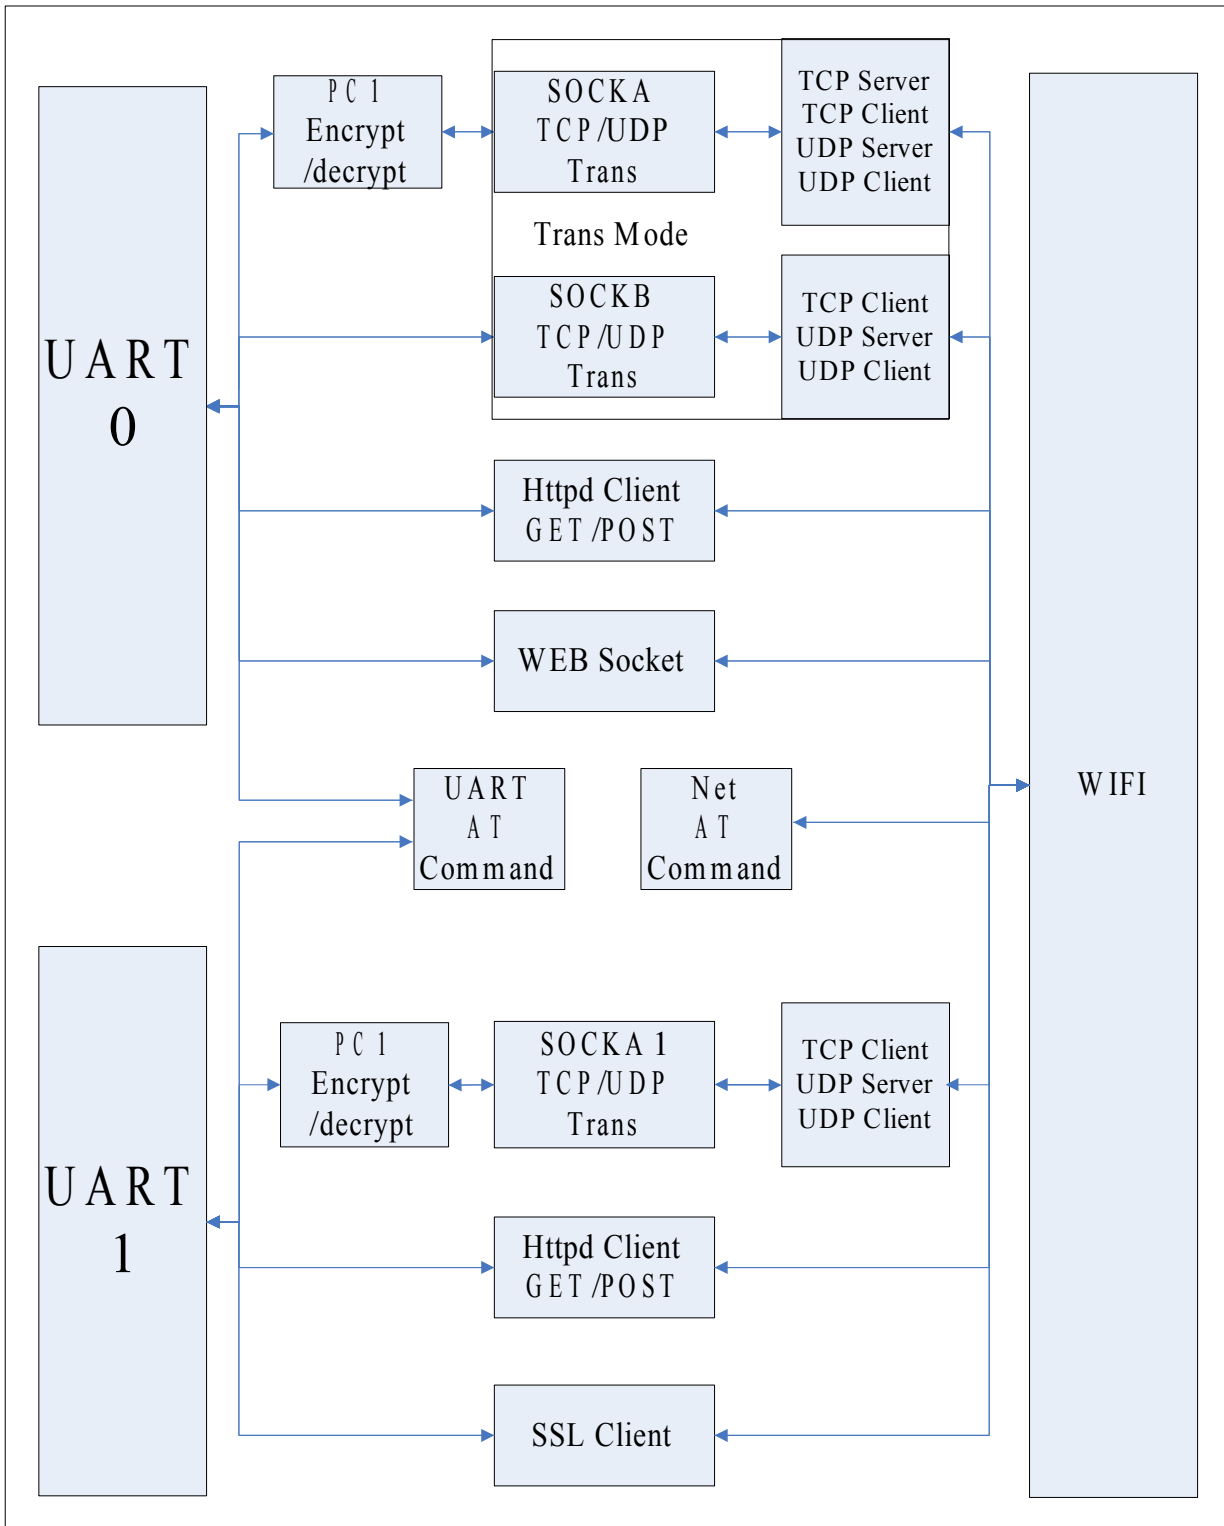 UART
0
PC1
Encrypt
/decrypt
SOCKA
TCP/UDP
Trans
TCP Server
TCP Client
UDP Server
UDP Client
Trans Mode
SOCKB
TCP/UDP
Trans
TCP Client
UDP Server
UDP Client
Httpd Client
GET/POST
WEB Socket
UART
AT
Command
Net
AT
Command
WIFI
UART
1
PC1
Encrypt
/decrypt
SOCKA1
TCP/UDP
Trans
TCP Client
UDP Server
UDP Client
Httpd Client
GET/POST
SSL Client